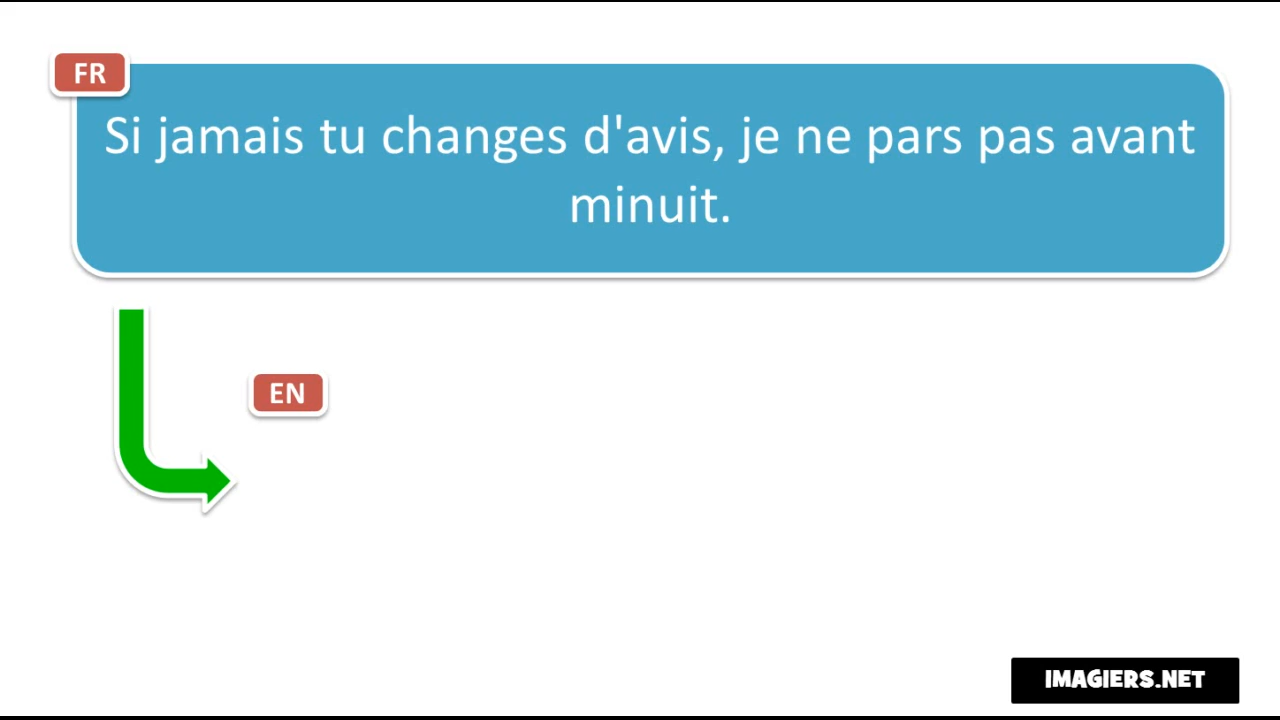 FR
Si jamais tu changes d'avis, je ne pars pas avant
minuit.
EN
IMAGIERS.NET